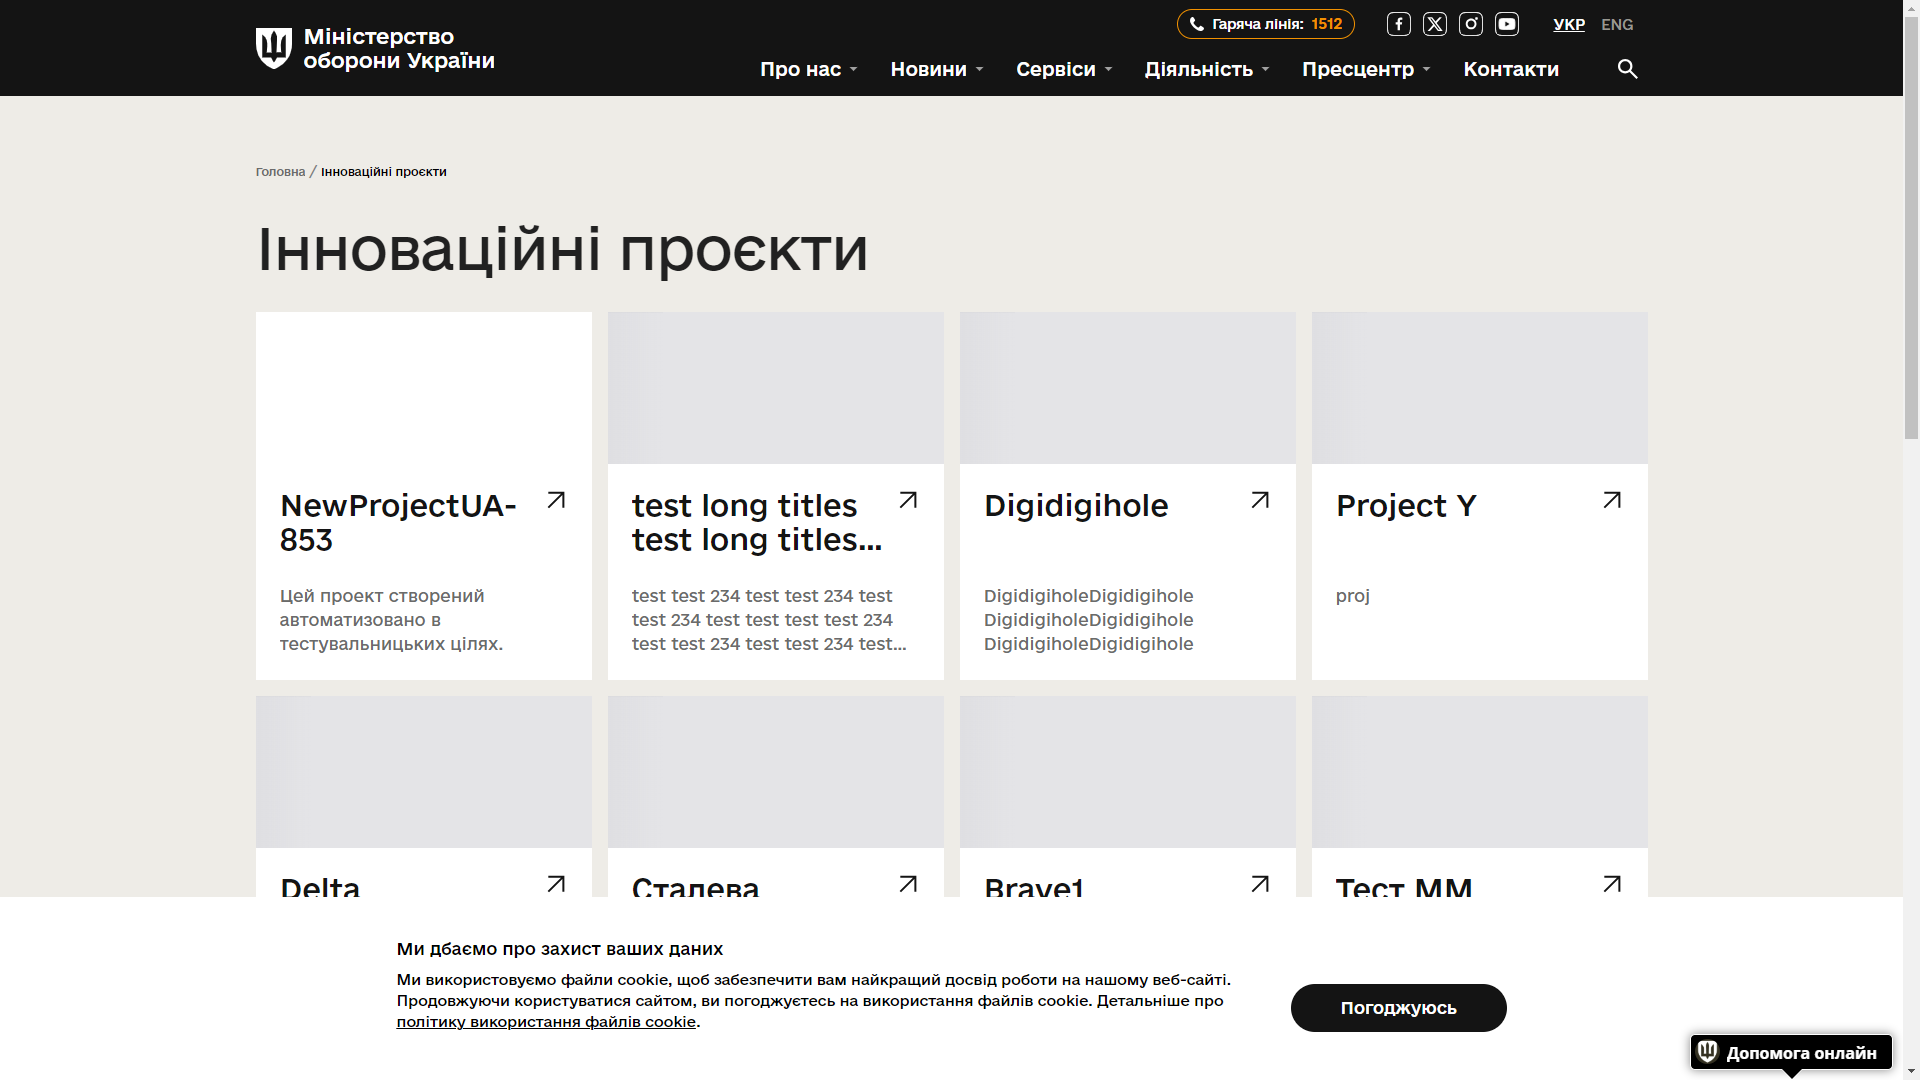 Міністерство
оборони України
Гаряча лінія: 1512
УКР ENG
Про нас Новини Сервіси Діяльність Пресцентр Контакти
Головна / Інноваційні проєкти
Інноваційні проєкти
NewProjectUA-
853
Цей проект створений
автоматизовано в
тестувальницьких цілях.
test long titles
test long titles...
test test 234 test test 234 test
test 234 test test test test 234
test test 234 test test 234 test...
Digidigihole
DigidigiholeDigidigihole
DigidigiholeDigidigihole
DigidigiholeDigidigihole
Project Y
proj
Delta
Сталева
Brave1
Тест ММ
Ми дбаємо про захист ваших даних
Ми використовуємо файли cookie, щоб забезпечити вам найкращий досвід роботи на нашому веб-сайті.
Продовжуючи користуватися сайтом, ви погоджуєтесь на використання файлів cookie. Детальніше про
політику використання файлів cookie.
Погоджуюсь
Допомога онлайн